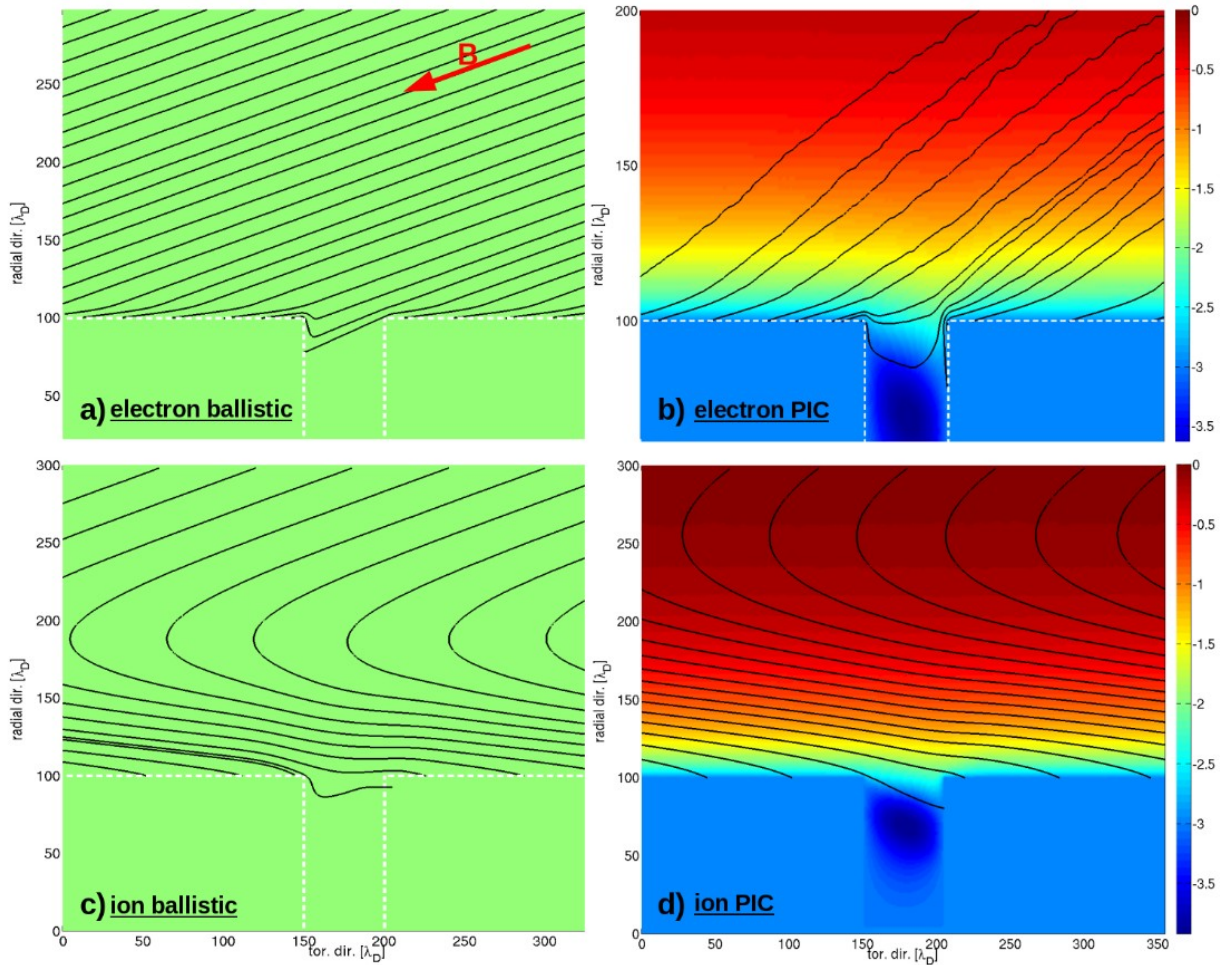 B
radial dir. [λD]
250
200
150
100
50
a) electron ballistic
200
150
100
radial dir. [λD]
b) electron PIC
0
-0.5
-1
-1.5
-2
-2.5
-3
-3.5
300
250
200
150
100
50
0
radial dir. [λD]
c) ion ballistic
0 50 100 150 200 250 300
tor. dir. [λD]
300
250
200
150
100
50
0
radial dir. [λD]
d) ion PIC
0 50 100 150 200 250 300 350
tor. dir. [λD]
0
-0.5
-1
-1.5
-2
-2.5
-3
-3.5